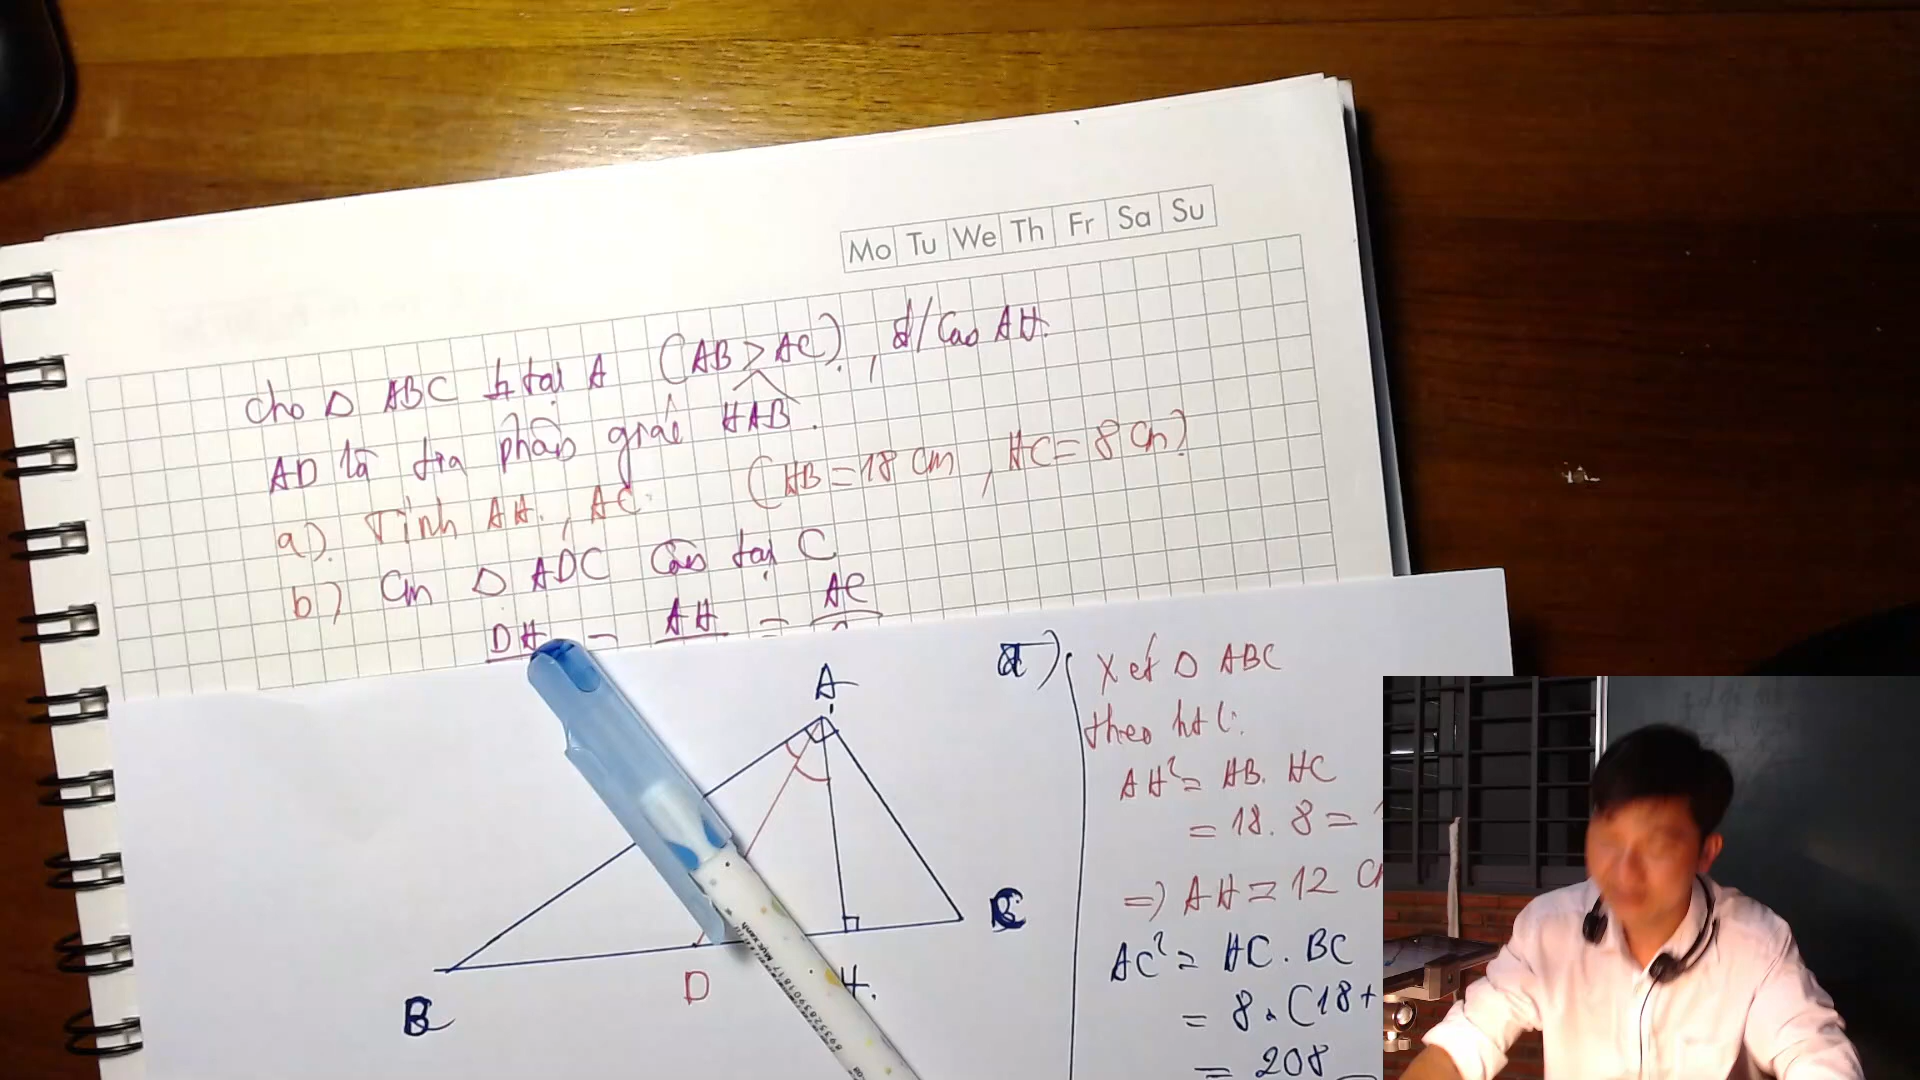 Mo Tu We Th Fr Sa Su
Cho Δ ABC ⊥ tại A (AB > AC), đ/Cao AH.
AD là tia phân giác HAB.
a). Tính AH, AC. (HB = 18 cm, HC = 8 cm)
b) Cm Δ ADC Cân tại C
DH = AH = AC
A
B
D
H.
C
a)
Xét Δ ABC
theo htl:
AH² = HB. HC
= 18. 8 =
=) AH = 12
AC² = HC. BC
= 8. (18+
= 208